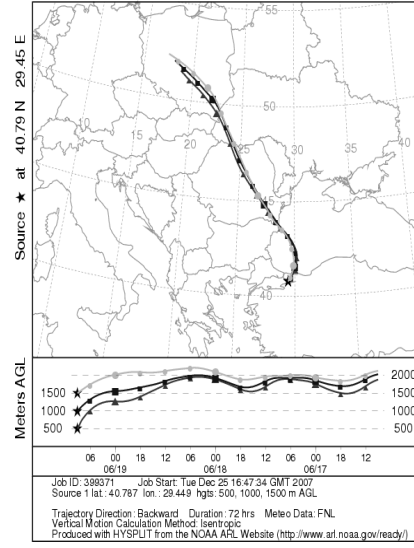 Source ★ at 40.79 N 29.45 E
55
50
45
40
10
15
20
25
30
35
40
Meters AGL
1500
1000
500
2000
1500
1000
500
06 00 18 12 06 00 18 12 06 00 18 12
06/19 06/18 06/17
Job ID: 399371 Job Start: Tue Dec 25 16:47:34 GMT 2007
Source 1 lat.: 40.787 lon.: 29.449 hgts: 500, 1000, 1500 m AGL
Trajectory Direction: Backward Duration: 72 hrs Meteo Data: FNL
Vertical Motion Calculation Method: Isentropic
Produced with HYSPLIT from the NOAA ARL Website (http://www.arl.noaa.gov/ready/)